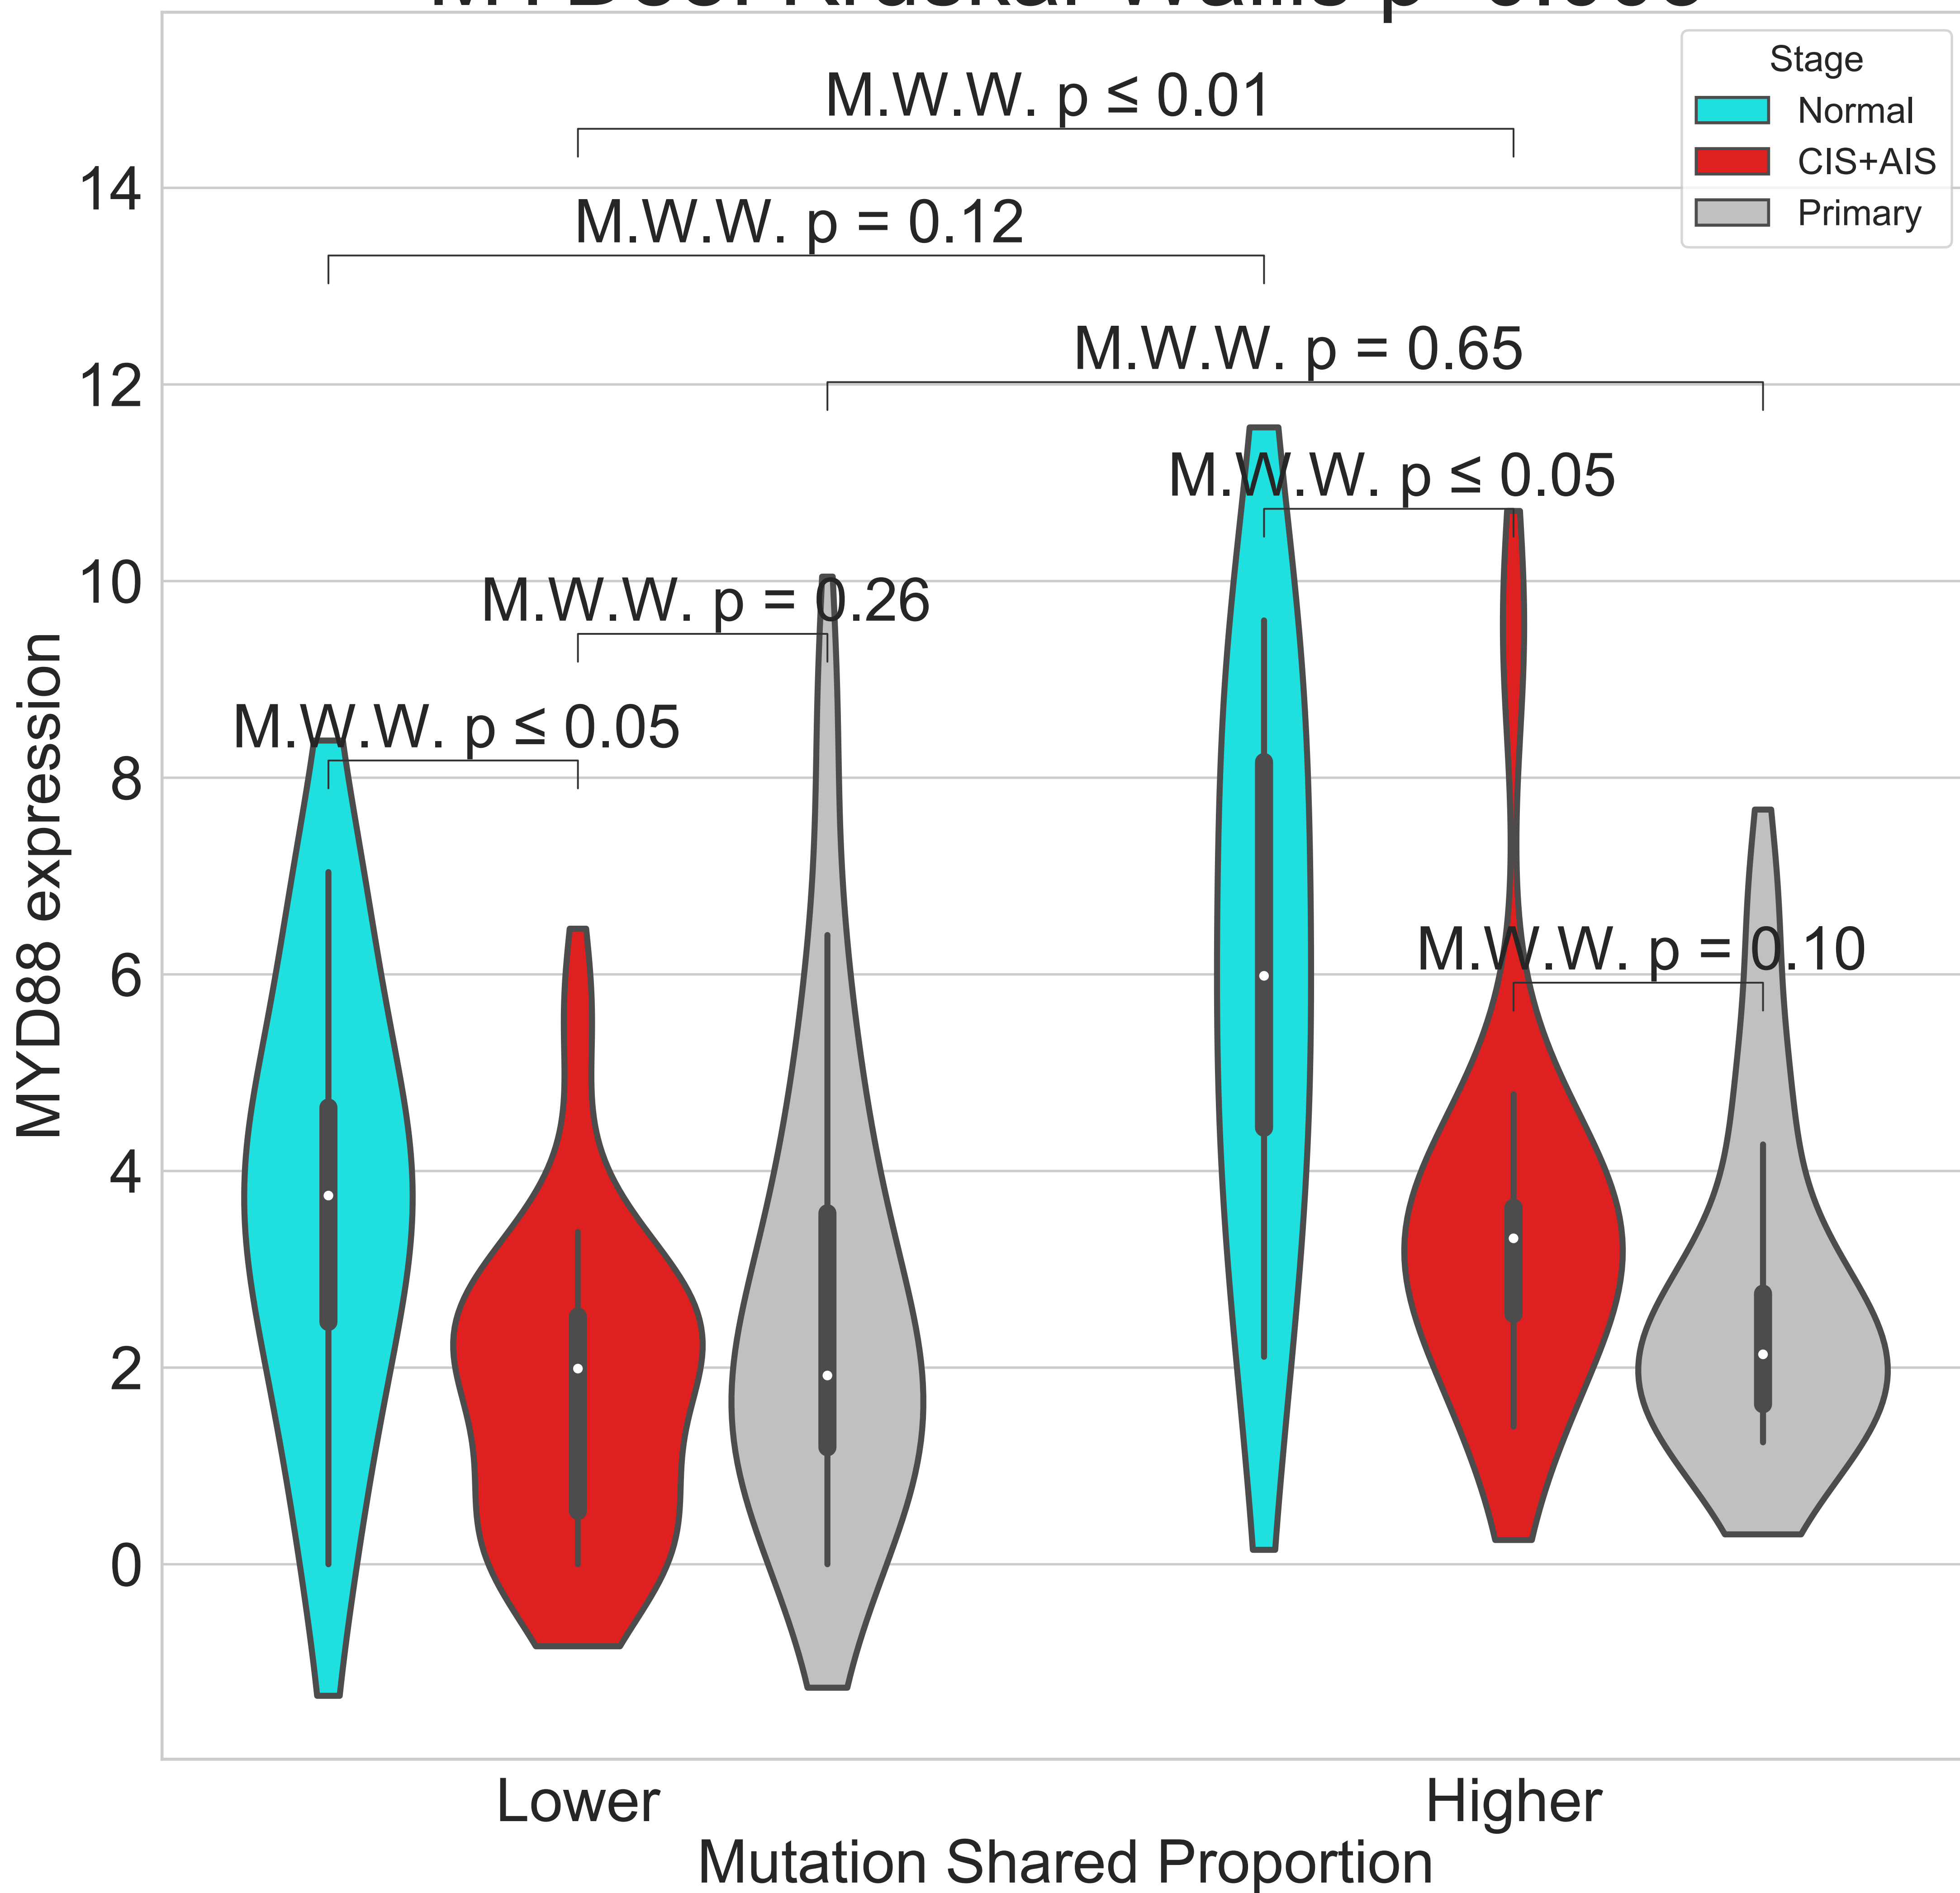 Stage
Normal
CIS+AIS
Primary
M.W.W. p ≤ 0.01
M.W.W. p = 0.12
M.W.W. p = 0.65
M.W.W. p ≤ 0.05
M.W.W. p = 0.26
M.W.W. p ≤ 0.05
M.W.W. p = 0.10
14
12
10
8
6
4
2
0
MYD88 expression
Lower
Higher
Mutation Shared Proportion